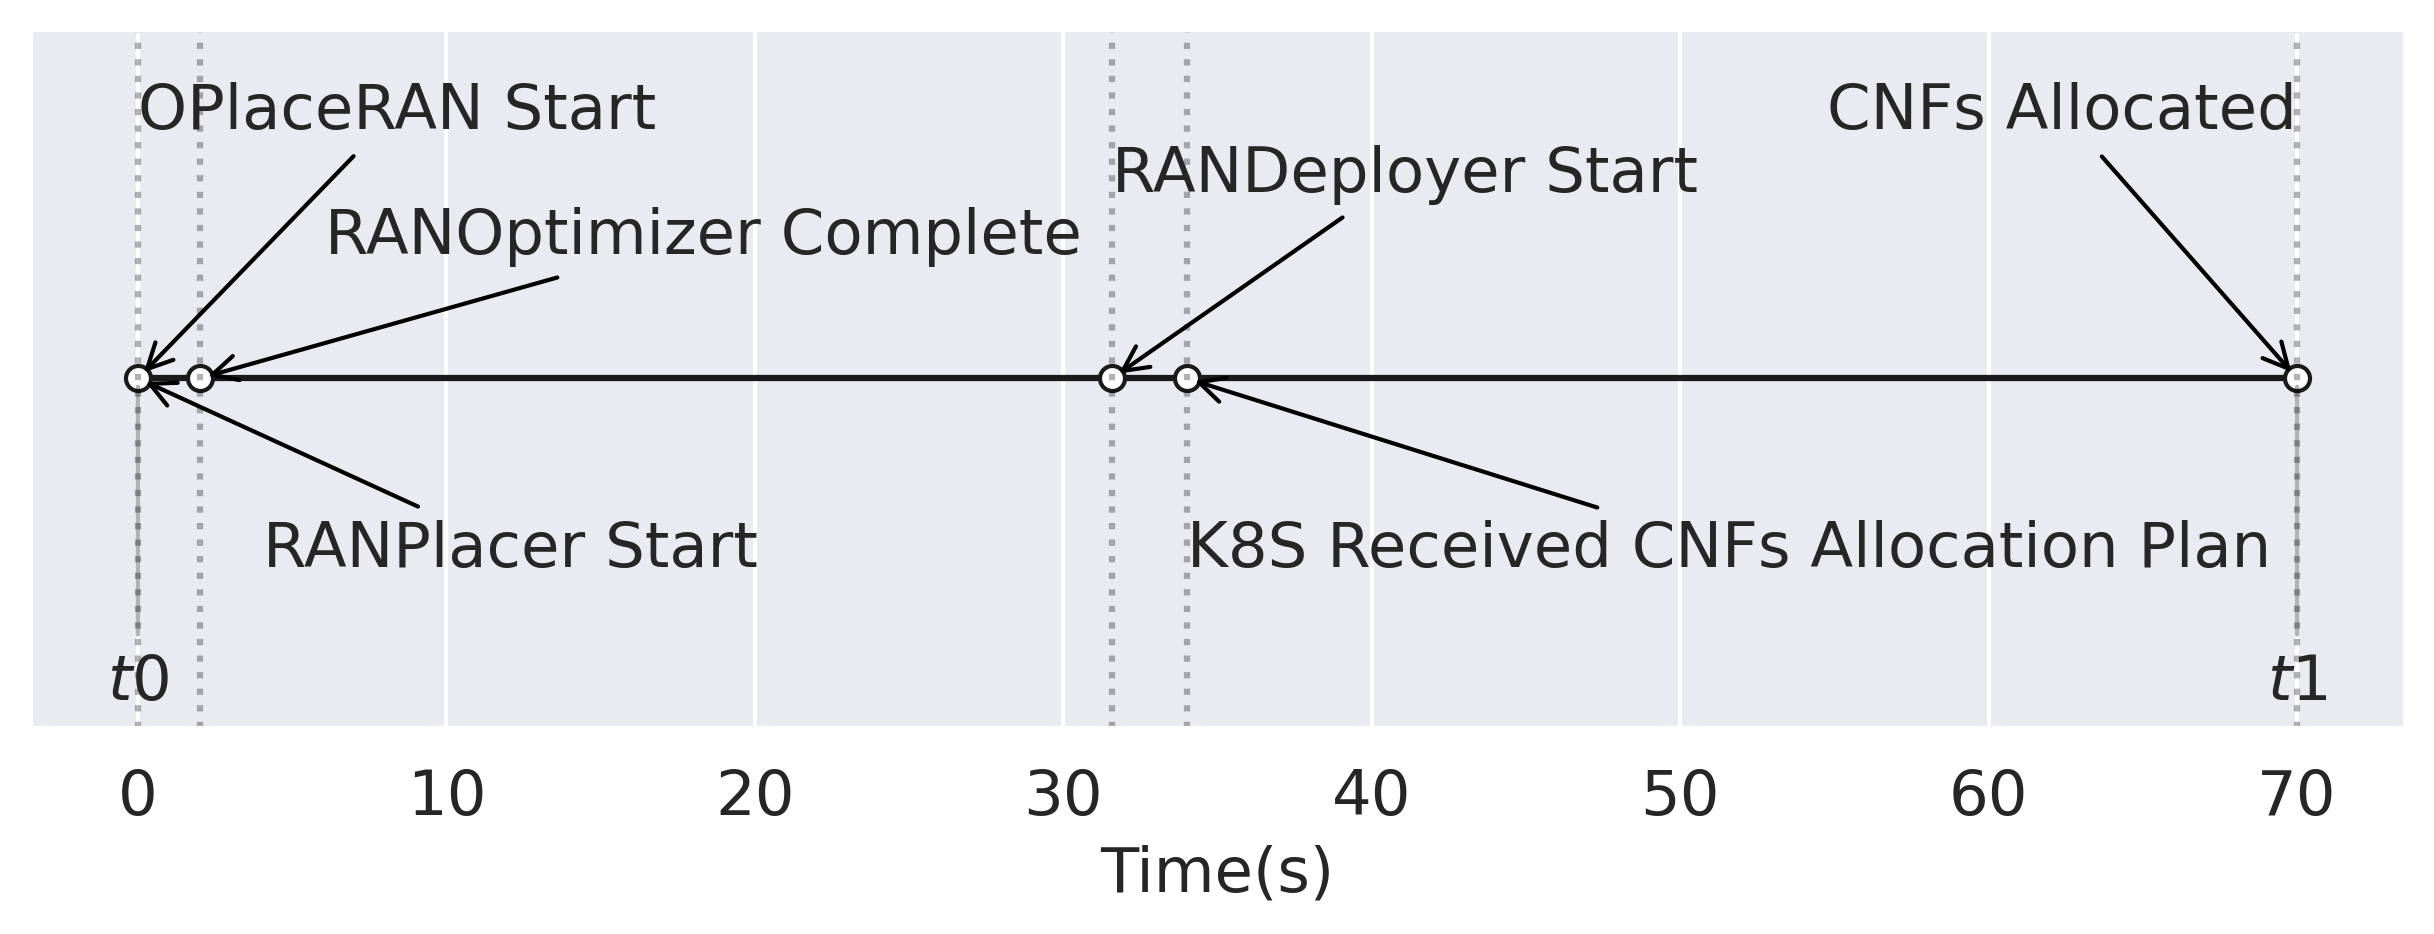 OPlaceRAN Start
CNFs Allocated
RANDeployer Start
RANOptimizer Complete
RANPlacer Start
K8S Received CNFs Allocation Plan
t0
t1
0 10 20 30 40 50 60 70
Time(s)